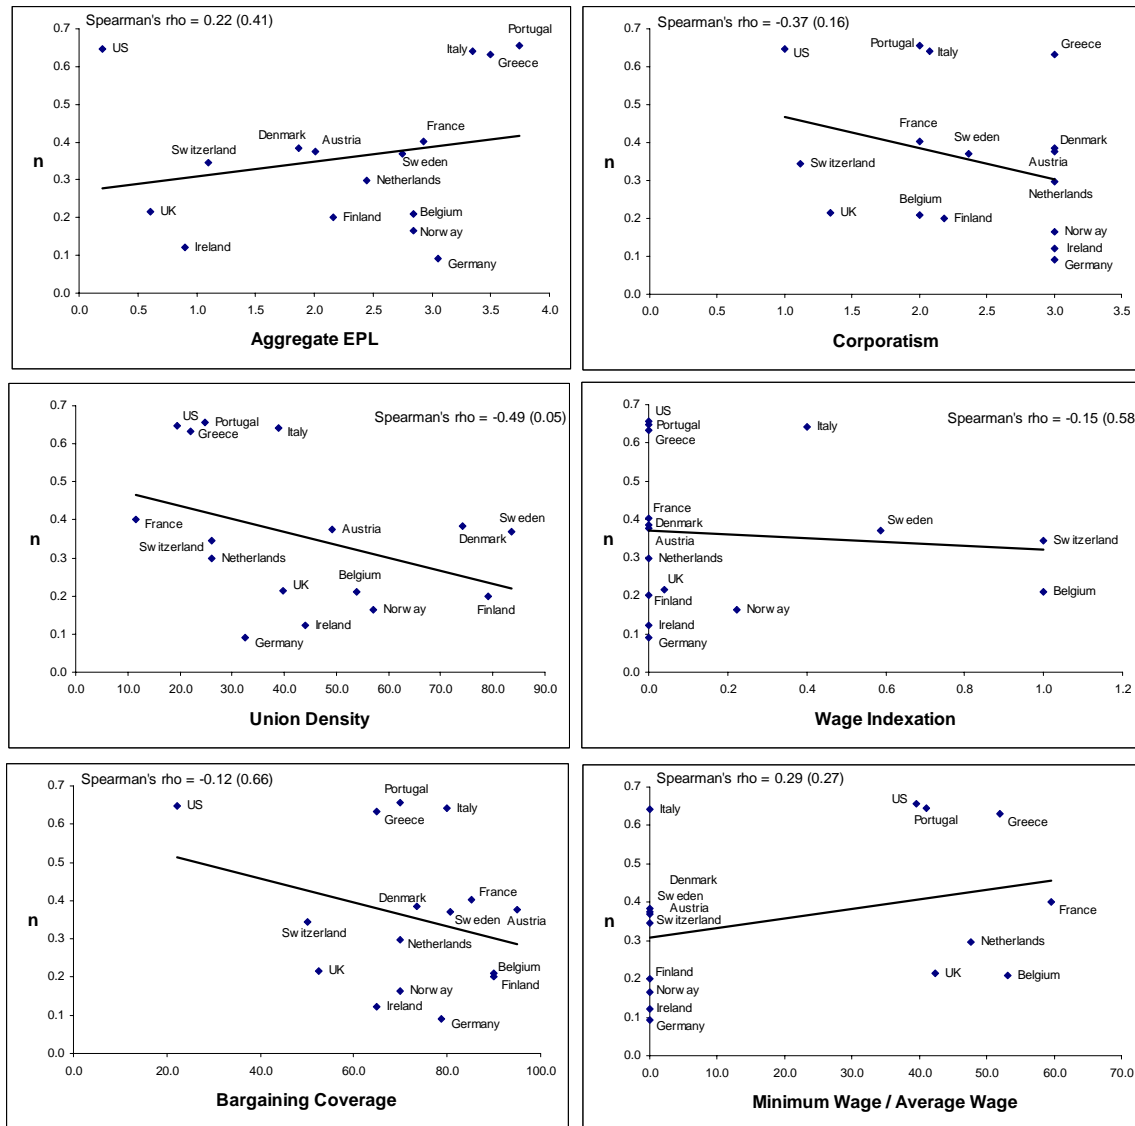 Spearman's rho = 0.22 (0.41)
0.7
0.6
0.5
0.4
0.3
0.2
0.1
0.0
n
US
Portugal
Italy
Greece
France
Denmark
Austria
Switzerland
Sweden
Netherlands
UK
Finland
Belgium
Norway
Ireland
Germany
0.0 0.5 1.0 1.5 2.0 2.5 3.0 3.5 4.0
Aggregate EPL
Spearman's rho = -0.37 (0.16)
0.7
0.6
0.5
0.4
0.3
0.2
0.1
0.0
n
US
Portugal
Italy
Greece
France
Sweden
Denmark
Austria
Switzerland
Netherlands
UK
Belgium
Finland
Norway
Ireland
Germany
0.0 0.5 1.0 1.5 2.0 2.5 3.0 3.5
Corporatism
Spearman's rho = -0.49 (0.05)
0.7
0.6
0.5
0.4
0.3
0.2
0.1
0.0
n
US
Portugal
Greece
Italy
France
Switzerland
Netherlands
Austria
Sweden
Denmark
UK
Belgium
Norway
Finland
Ireland
Germany
0.0 10.0 20.0 30.0 40.0 50.0 60.0 70.0 80.0 90.0
Union Density
Spearman's rho = -0.15 (0.58
0.7
0.6
0.5
0.4
0.3
0.2
0.1
0.0
n
US
Portugal
Greece
Italy
France
Denmark
Austria
Sweden
Switzerland
Netherlands
UK
Finland
Norway
Belgium
Ireland
Germany
0.0 0.2 0.4 0.6 0.8 1.0 1.2
Wage Indexation
Spearman's rho = -0.12 (0.66)
0.7
0.6
0.5
0.4
0.3
0.2
0.1
0.0
n
US
Portugal
Greece
Italy
Denmark
France
Sweden
Austria
Switzerland
Netherlands
UK
Belgium
Finland
Norway
Ireland
Germany
0.0 20.0 40.0 60.0 80.0 100.0
Bargaining Coverage
Spearman's rho = 0.29 (0.27)
0.7
0.6
0.5
0.4
0.3
0.2
0.1
0.0
n
Italy
US
Portugal
Greece
Denmark
Sweden
Austria
Switzerland
France
Netherlands
UK
Belgium
Finland
Norway
Ireland
Germany
0.0 10.0 20.0 30.0 40.0 50.0 60.0 70.0
Minimum Wage / Average Wage